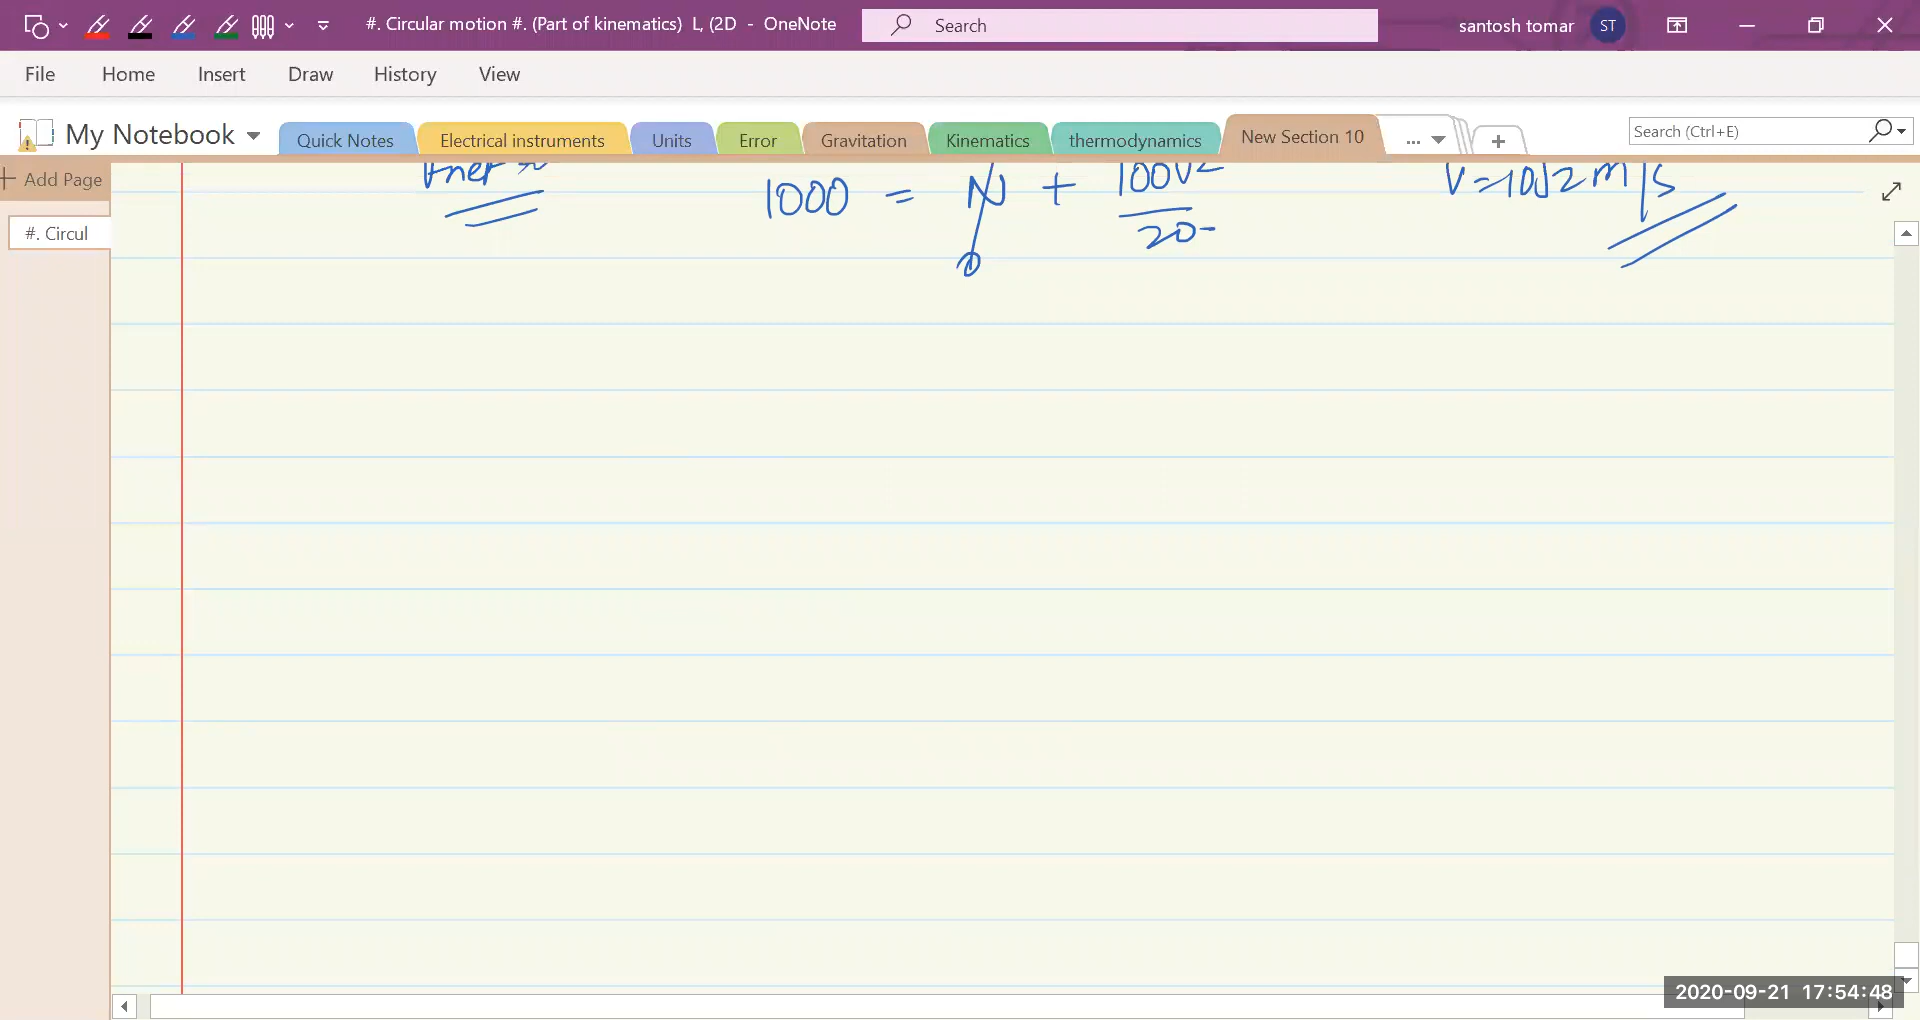 #. Circular motion #. (Part of kinematics) L, (2D - OneNote
Search
santosh tomar
ST
File Home Insert Draw History View
My Notebook
Quick Notes
Electrical instruments
Units
Error
Gravitation
Kinematics
thermodynamics
New Section 10
...
+
Search (Ctrl+E)
+ Add Page
#. Circul
1000 = N + 100V2
20
0
V = 10√2 m/s
2020-09-21 17:54:48